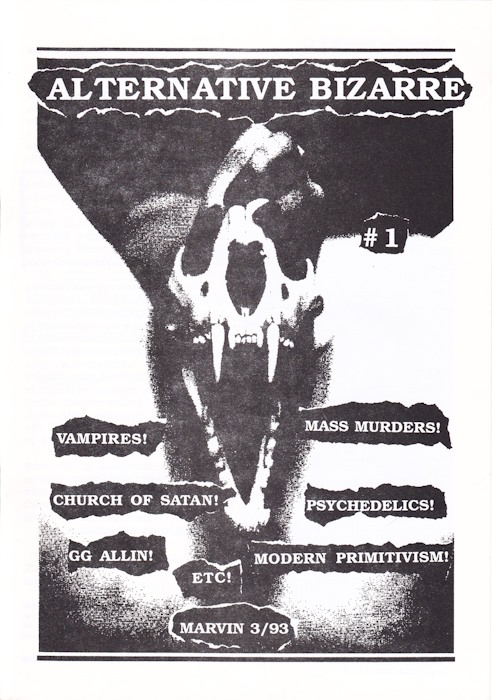 ALTERNATIVE BIZARRE
# 1
VAMPIRES!
MASS MURDERS!
CHURCH OF SATAN!
PSYCHEDELICS!
GG ALLIN!
MODERN PRIMITIVISM!
ETC!
MARVIN 3/93